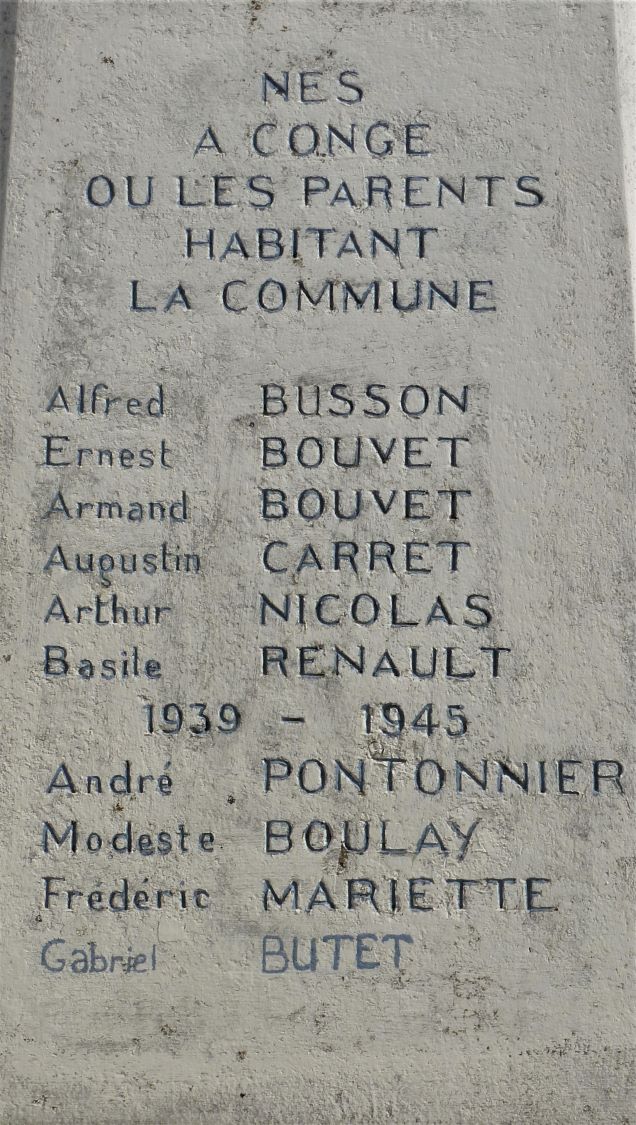 NES
A CONGÉ
OU LES PARENTS
HABITANT
LA COMMUNE
Alfred BUSSON
Ernest BOUVET
Armand BOUVET
Augustin CARRET
Arthur NICOLAS
Basile RENAULT
1939 - 1945
André PONTONNIER
Modeste BOULAY
Frédéric MARIETTE
Gabriel BUTET